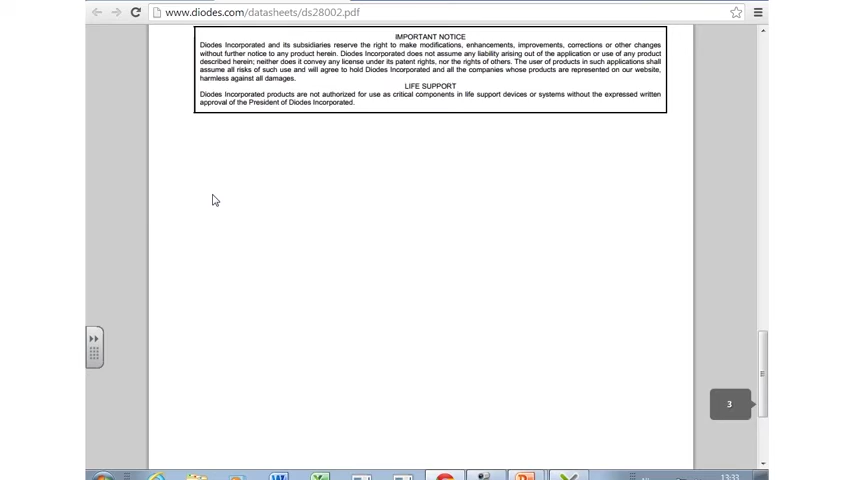 www.diodes.com/datasheets/ds28002.pdf
IMPORTANT NOTICE
Diodes Incorporated and its subsidiaries reserve the right to make modifications, enhancements, improvements, corrections or other changes
without further notice to any product herein. Diodes Incorporated does not assume any liability arising out of the application or use of any product
described herein; neither does it convey any license under its patent rights, nor the rights of others. The user of products in such applications shall
assume all risks of such use and will agree to hold Diodes Incorporated and all the companies whose products are represented on our website,
harmless against all damages.
LIFE SUPPORT
Diodes Incorporated products are not authorized for use as critical components in life support devices or systems without the expressed written
approval of the President of Diodes Incorporated.
3
13:33